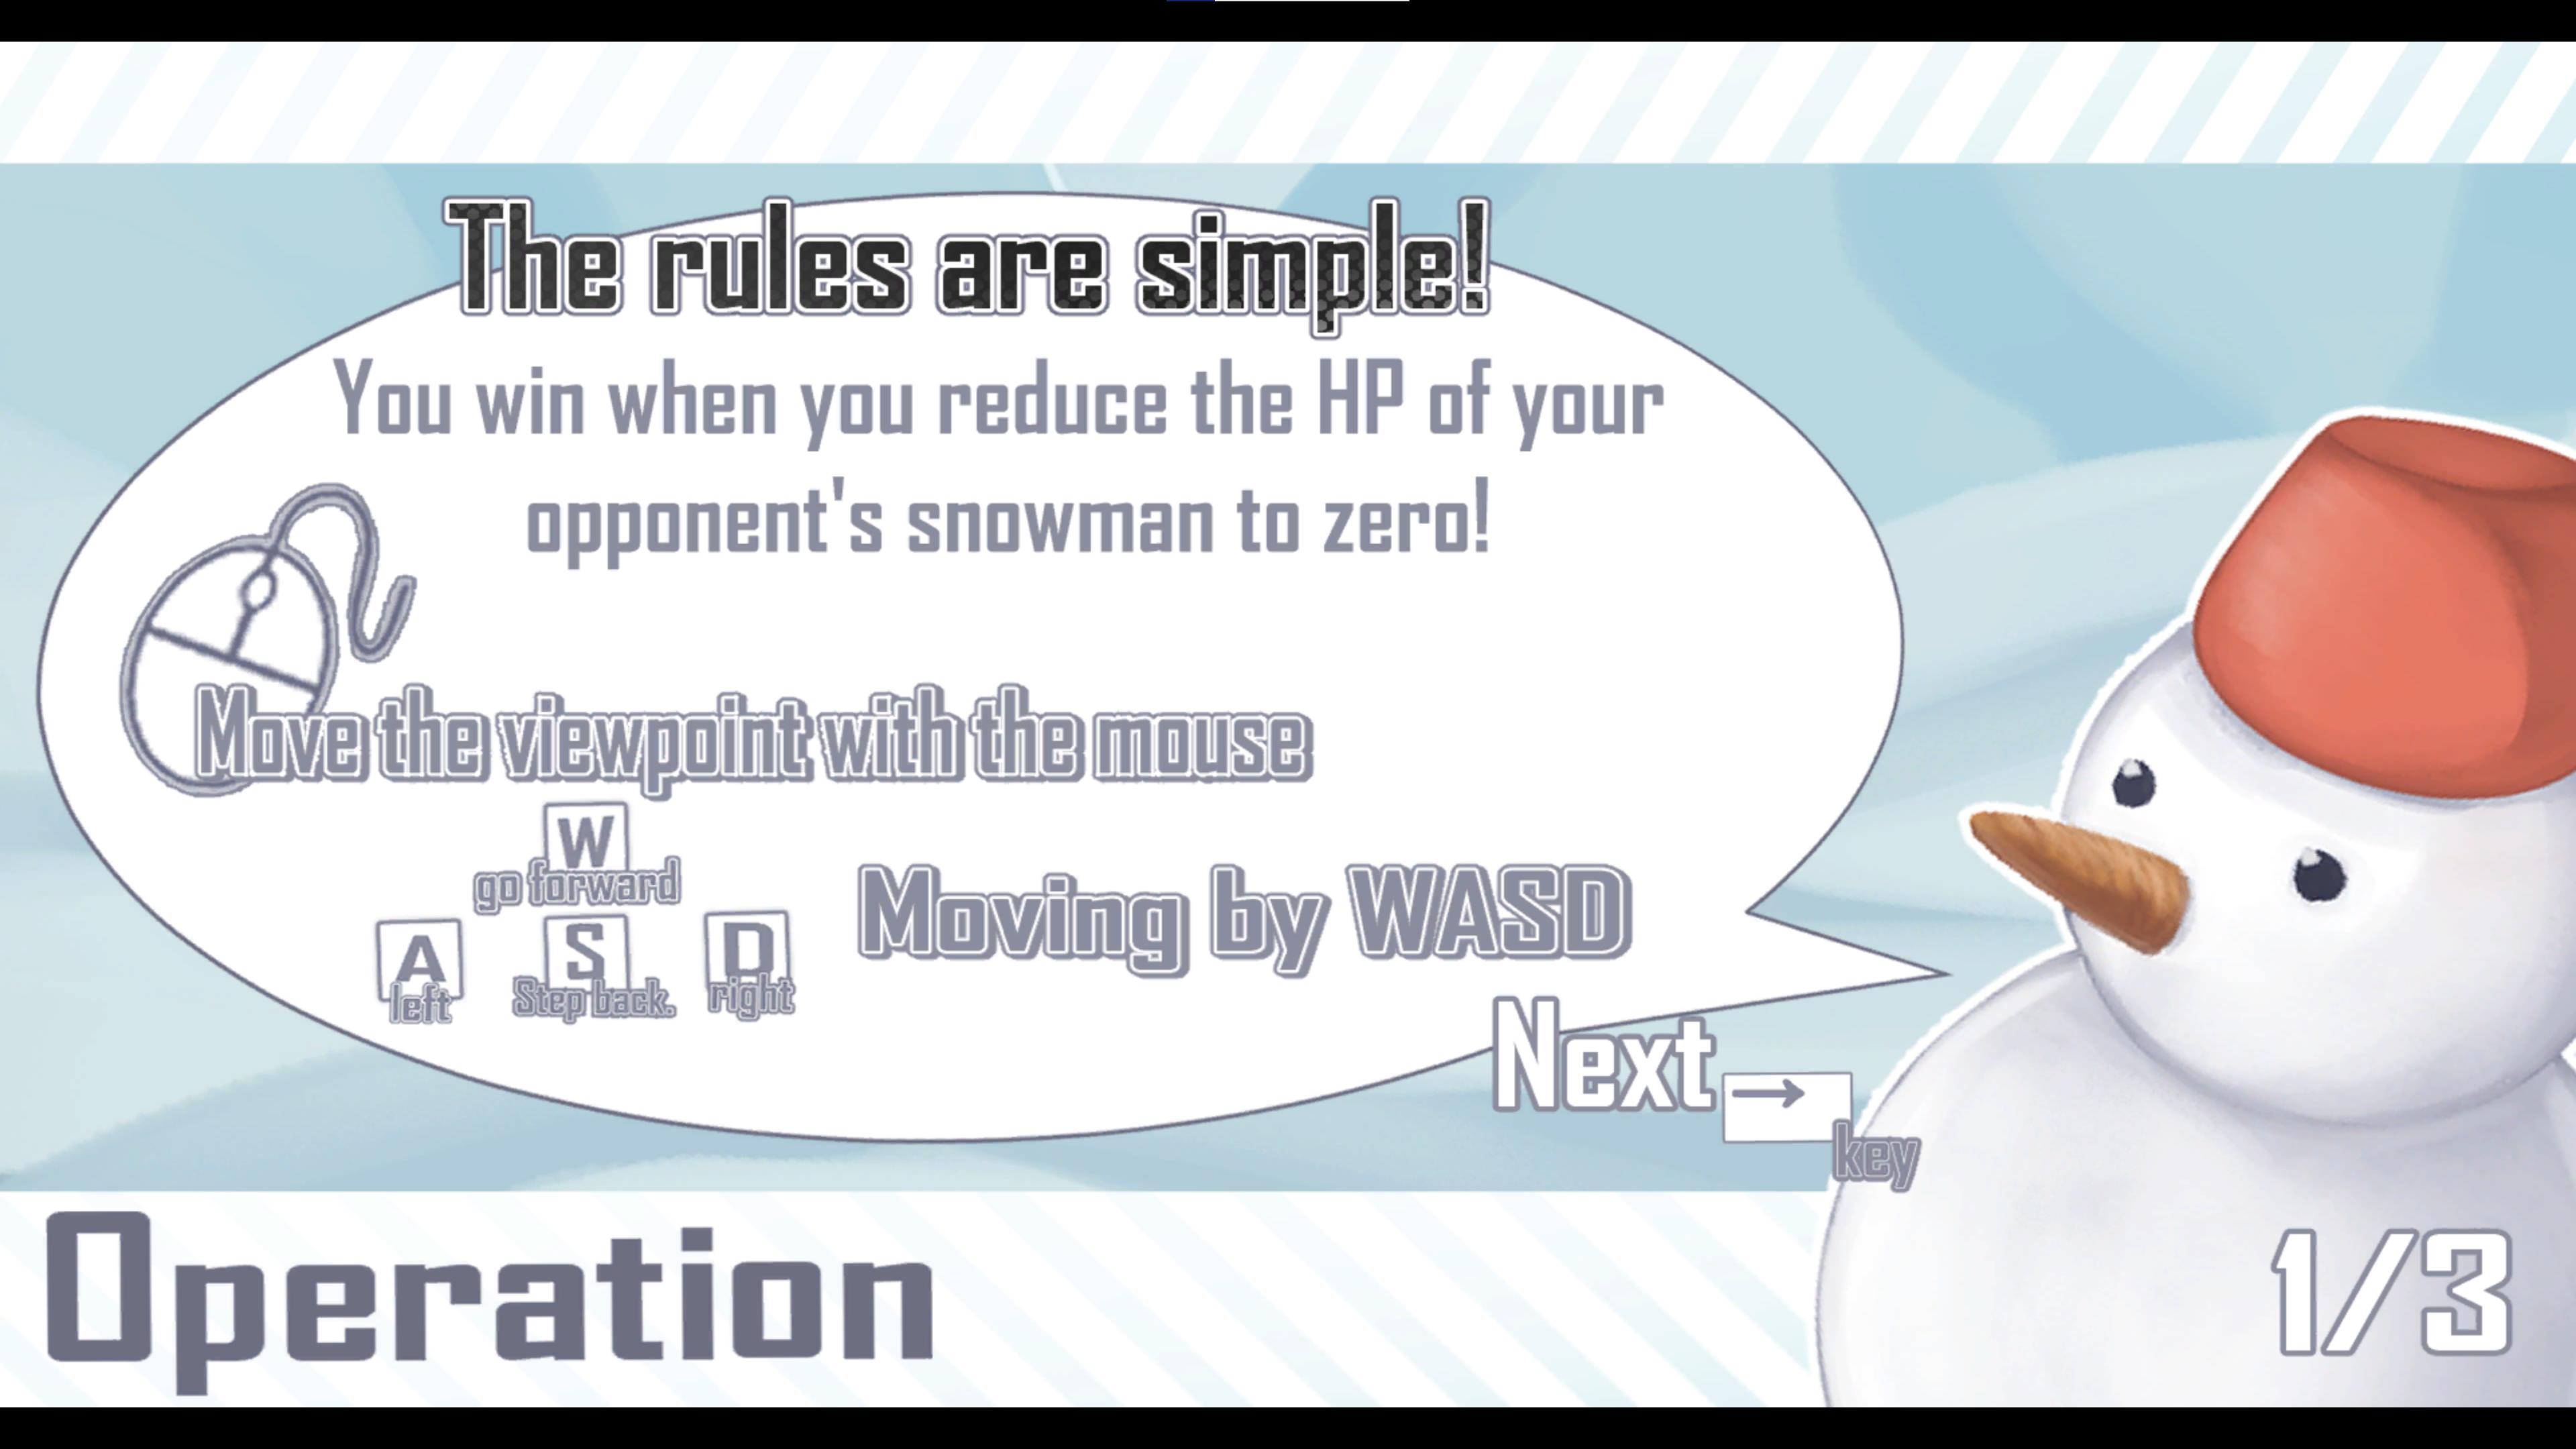 The rules are simple!
You win when you reduce the HP of your
opponent's snowman to zero!
Move the viewpoint with the mouse
W
go forward
A
left
S
Step back.
D
right
Moving by WASD
Next →
key
Operation
1/3